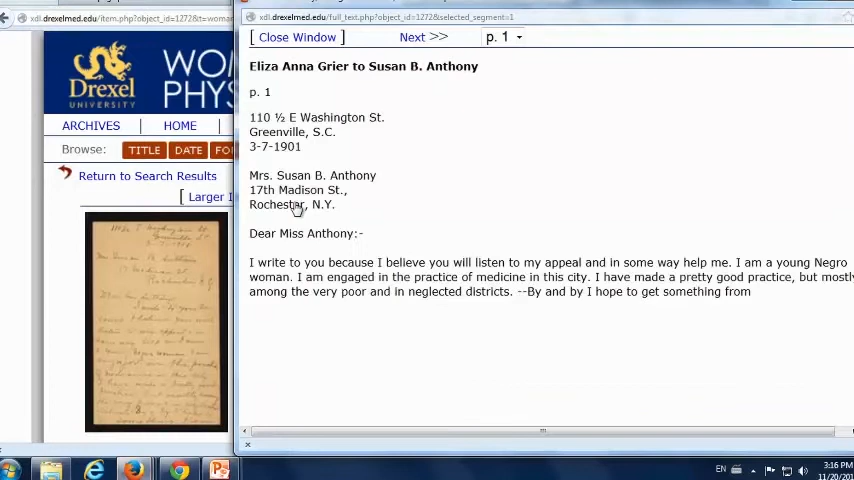 xdl.drexelmed.edu/item.php?object_id=1272&t=woma
xdl.drexelmed.edu/full_text.php?object_id=1272&selected_segment=1
[ Close Window ]
Next >>
p. 1
Eliza Anna Grier to Susan B. Anthony
p. 1
110 ½ E Washington St.
Greenville, S.C.
3-7-1901
Mrs. Susan B. Anthony
17th Madison St.,
Rochester, N.Y.
Dear Miss Anthony:-
I write to you because I believe you will listen to my appeal and in some way help me. I am a young Negro
woman. I am engaged in the practice of medicine in this city. I have made a pretty good practice, but mostly
among the very poor and in neglected districts. --By and by I hope to get something from
Drexel
UNIVERSITY
WO
PHYS
ARCHIVES
HOME
Browse:
TITLE
DATE
FO
Return to Search Results
[ Larger I
EN
3:16 PM
11/20/201